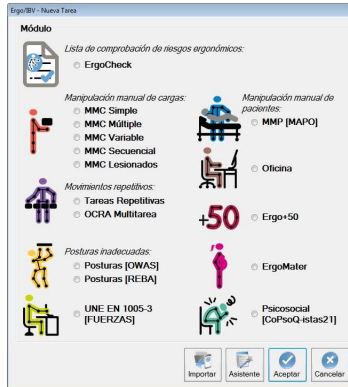 Ergo/IBV - Nueva Tarea
Módulo
Lista de comprobación de riesgos ergonómicos:
ErgoCheck
Manipulación manual de cargas:
MMC Simple
MMC Múltiple
MMC Variable
MMC Secuencial
MMC Lesionados
Manipulación manual de
pacientes:
MMP [MAPO]
Oficina
Movimientos repetitivos:
Tareas Repetitivas
OCRA Multitarea
+50
Ergo+50
Posturas inadecuadas:
Posturas [OWAS]
Posturas [REBA]
ErgoMater
UNE EN 1005-3
[FUERZAS]
Psicosocial
[CoPsoQ-istas21]
Importar
Asistente
Aceptar
Cancelar